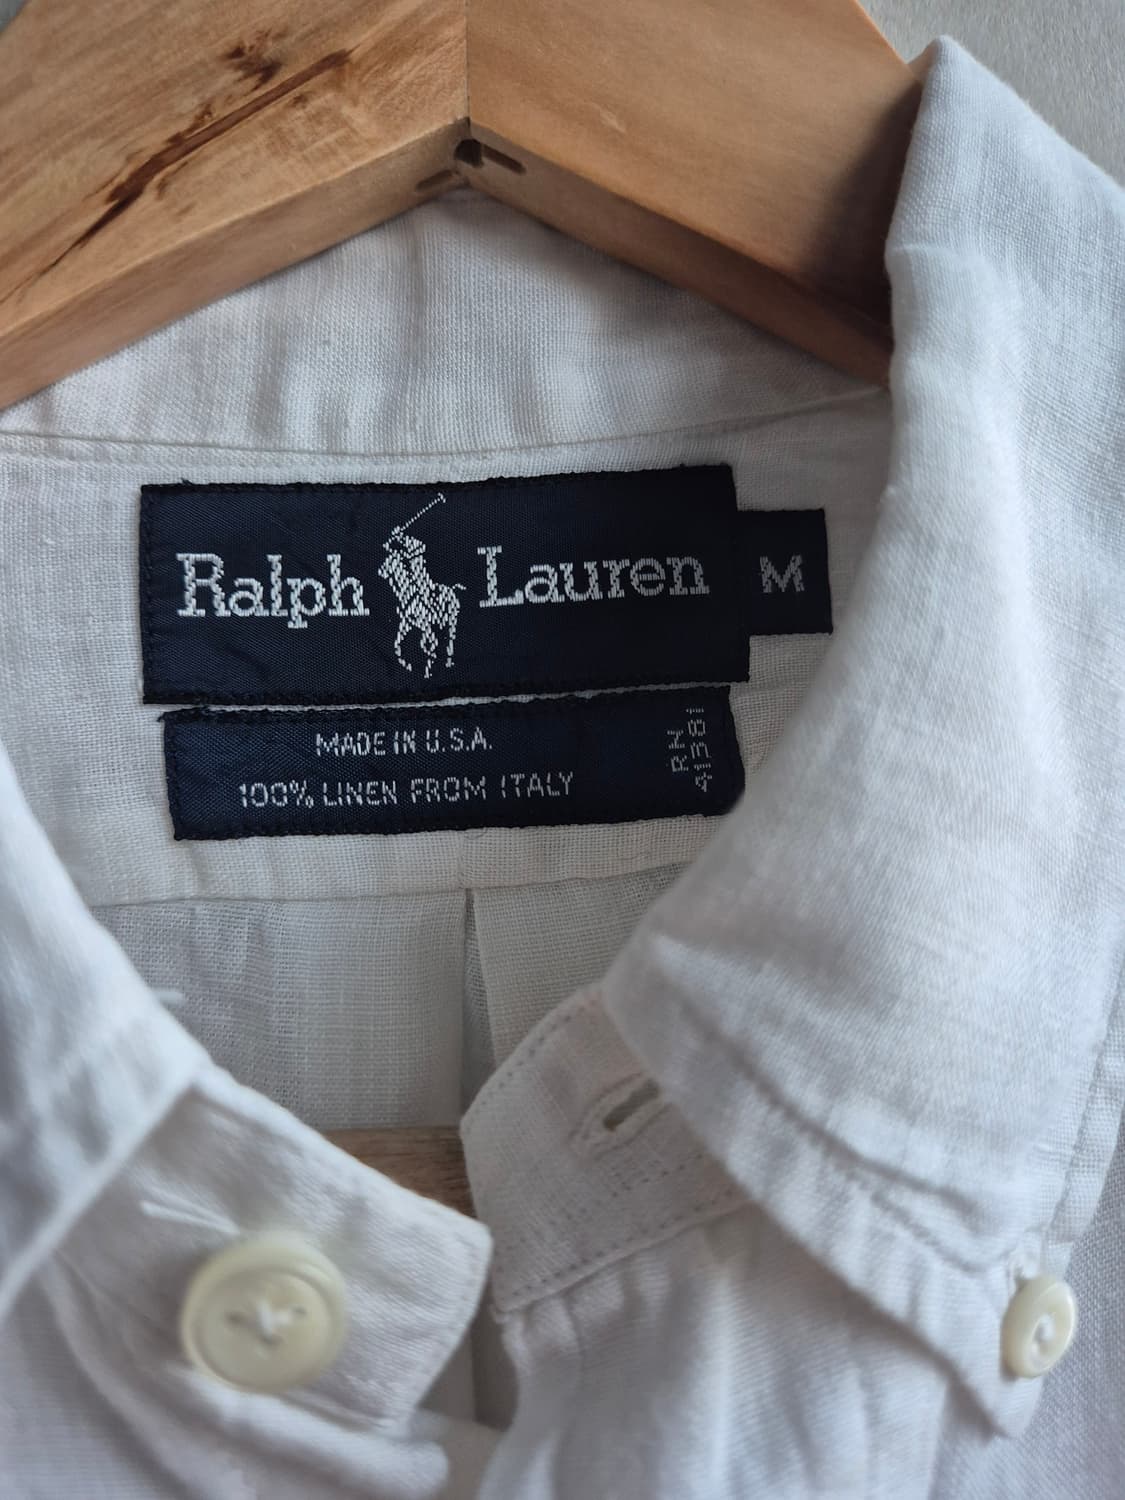 Ralph Lauren
M
MADE IN U.S.A.
100% LINEN FROM ITALY
RN
41381